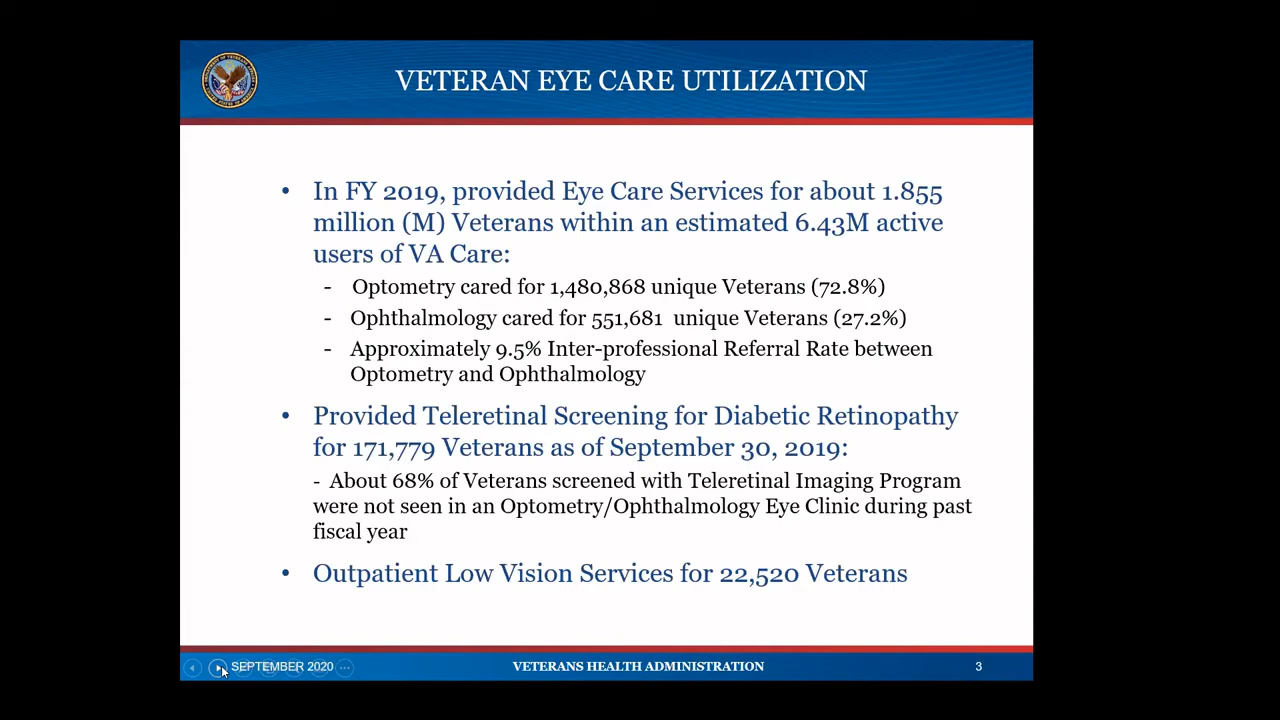 VETERAN EYE CARE UTILIZATION
• In FY 2019, provided Eye Care Services for about 1.855
million (M) Veterans within an estimated 6.43M active
users of VA Care:
- Optometry cared for 1,480,868 unique Veterans (72.8%)
- Ophthalmology cared for 551,681 unique Veterans (27.2%)
- Approximately 9.5% Inter-professional Referral Rate between
Optometry and Ophthalmology
• Provided Teleretinal Screening for Diabetic Retinopathy
for 171,779 Veterans as of September 30, 2019:
- About 68% of Veterans screened with Teleretinal Imaging Program
were not seen in an Optometry/Ophthalmology Eye Clinic during past
fiscal year
• Outpatient Low Vision Services for 22,520 Veterans
SEPTEMBER 2020
VETERANS HEALTH ADMINISTRATION
3